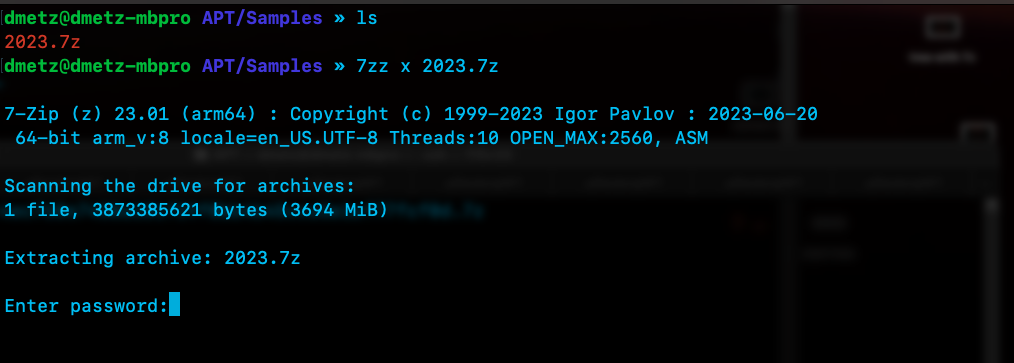 dmetz@dmetz-mbpro APT/Samples » ls
2023.7z
dmetz@dmetz-mbpro APT/Samples » 7zz x 2023.7z
7-Zip (z) 23.01 (arm64) : Copyright (c) 1999-2023 Igor Pavlov : 2023-06-20
64-bit arm_v:8 locale=en_US.UTF-8 Threads:10 OPEN_MAX:2560, ASM
Scanning the drive for archives:
1 file, 3873385621 bytes (3694 MiB)
Extracting archive: 2023.7z
Enter password: